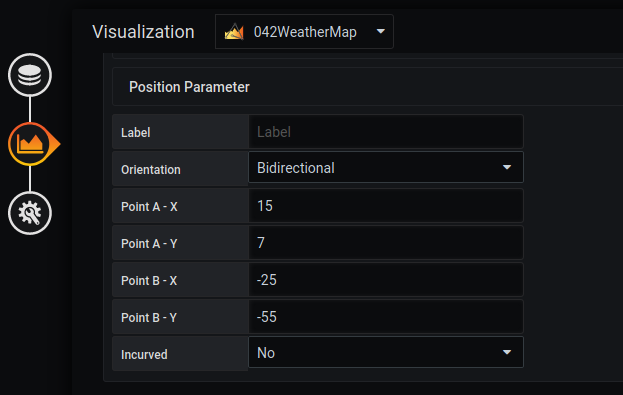 Visualization 042WeatherMap
Position Parameter
Label Label
Orientation Bidirectional
Point A - X 15
Point A - Y 7
Point B - X -25
Point B - Y -55
Incurved No